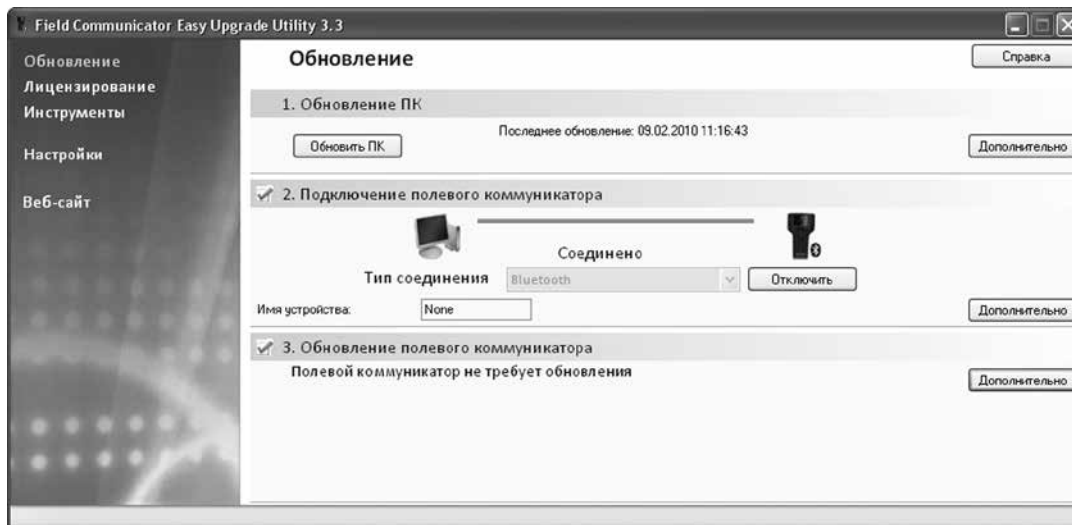 Field Communicator Easy Upgrade Utility 3.3
Обновление
Лицензирование
Инструменты
Настройки
Веб-сайт
Обновление
Справка
1. Обновление ПК
Последнее обновление: 09.02.2010 11:16:43
Обновить ПК
Дополнительно
2. Подключение полевого коммуникатора
Соединено
Тип соединения
Bluetooth
Отключить
Имя устройства:
None
Дополнительно
3. Обновление полевого коммуникатора
Полевой коммуникатор не требует обновления
Дополнительно